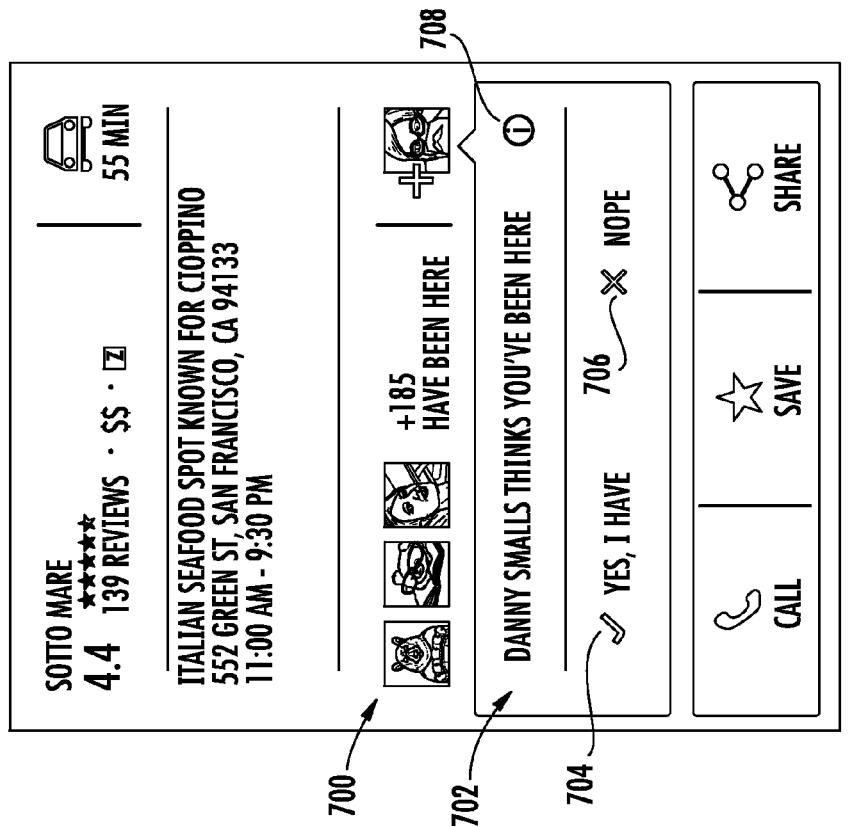 SOTTO MARE
4.4 ★★★★★
139 REVIEWS · $$ · Z
55 MIN
ITALIAN SEAFOOD SPOT KNOWN FOR CIOPPINO
552 GREEN ST, SAN FRANCISCO, CA 94133
11:00 AM - 9:30 PM
700
+185
HAVE BEEN HERE
702
DANNY SMALLS THINKS YOU'VE BEEN HERE
i
708
704
YES, I HAVE
706
NOPE
CALL
SAVE
SHARE